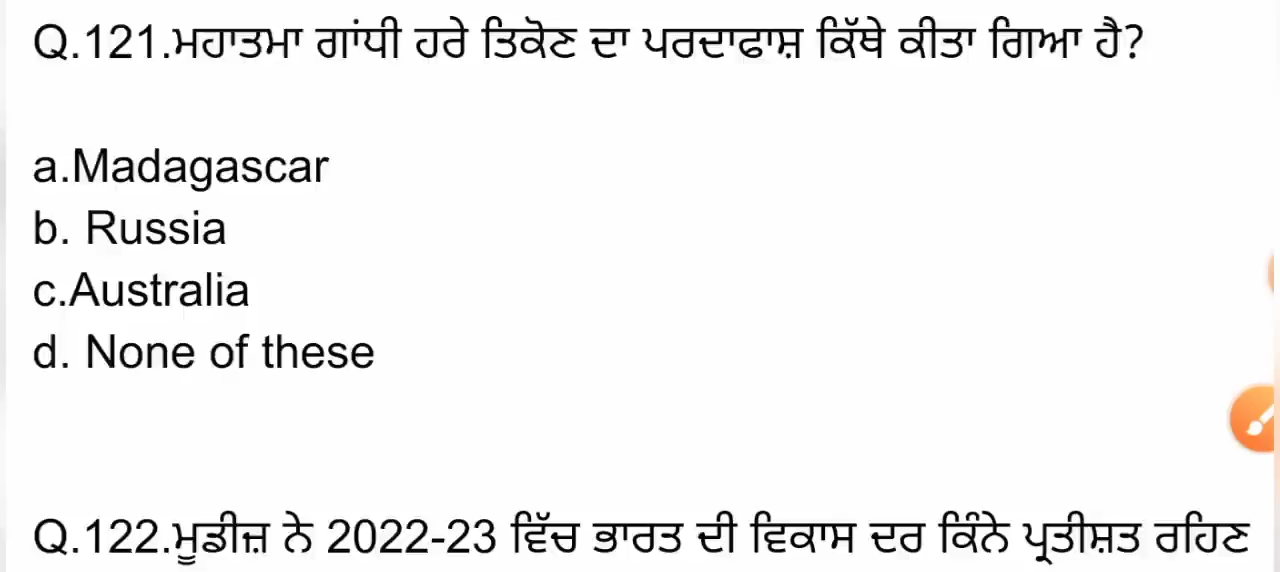 Q.121.ਮਹਾਤਮਾ ਗਾਂਧੀ ਹਰੇ ਤਿਕੋਣ ਦਾ ਪਰਦਾਫਾਸ਼ ਕਿੱਥੇ ਕੀਤਾ ਗਿਆ ਹੈ?
a.Madagascar
b. Russia
c.Australia
d. None of these
Q.122.ਮੂਡੀਜ਼ ਨੇ 2022-23 ਵਿੱਚ ਭਾਰਤ ਦੀ ਵਿਕਾਸ ਦਰ ਕਿੰਨੇ ਪ੍ਰਤੀਸ਼ਤ ਰਹਿਣ